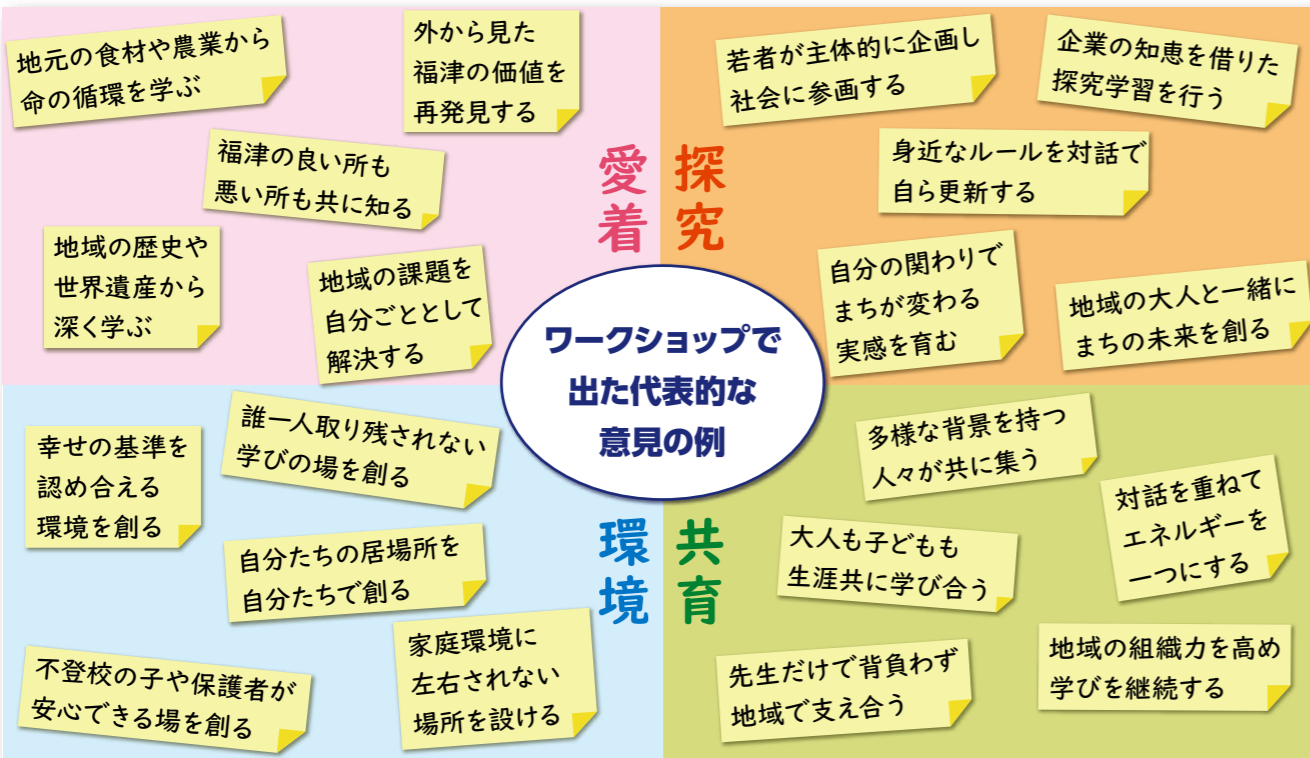 ワークショップで
出た代表的な
意見の例
愛着
地元の食材や農業から
命の循環を学ぶ
外から見た
福津の価値を
再発見する
福津の良い所も
悪い所も共に知る
地域の歴史や
世界遺産から
深く学ぶ
地域の課題を
自分ごととして
解決する
探究
若者が主体的に企画し
社会に参画する
企業の知恵を借りた
探究学習を行う
身近なルールを対話で
自ら更新する
自分の関わりで
まちが変わる
実感を育む
地域の大人と一緒に
まちの未来を創る
環境
幸せの基準を
認め合える
環境を創る
誰一人取り残されない
学びの場を創る
自分たちの居場所を
自分たちで創る
不登校の子や保護者が
安心できる場を創る
家庭環境に
左右されない
場所を設ける
共育
多様な背景を持つ
人々が共に集う
対話を重ねて
エネルギーを
一つにする
大人も子どもも
生涯共に学び合う
先生だけで背負わず
地域で支え合う
地域の組織力を高め
学びを継続する